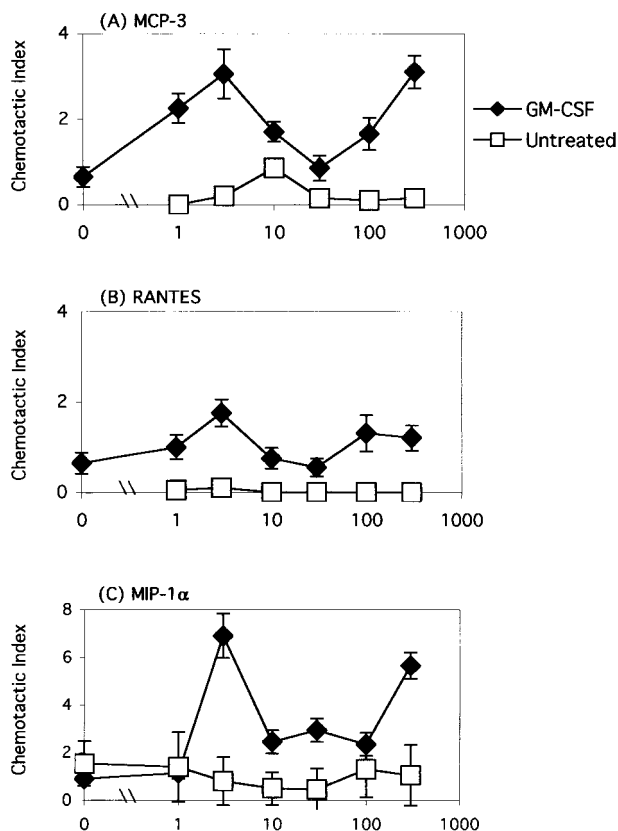 (A) MCP-3
Chemotactic Index
4
2
0
0 1 10 100 1000
GM-CSF
Untreated
(B) RANTES
Chemotactic Index
4
2
0
0 1 10 100 1000
(C) MIP-1α
Chemotactic Index
8
6
4
2
0
0 1 10 100 1000